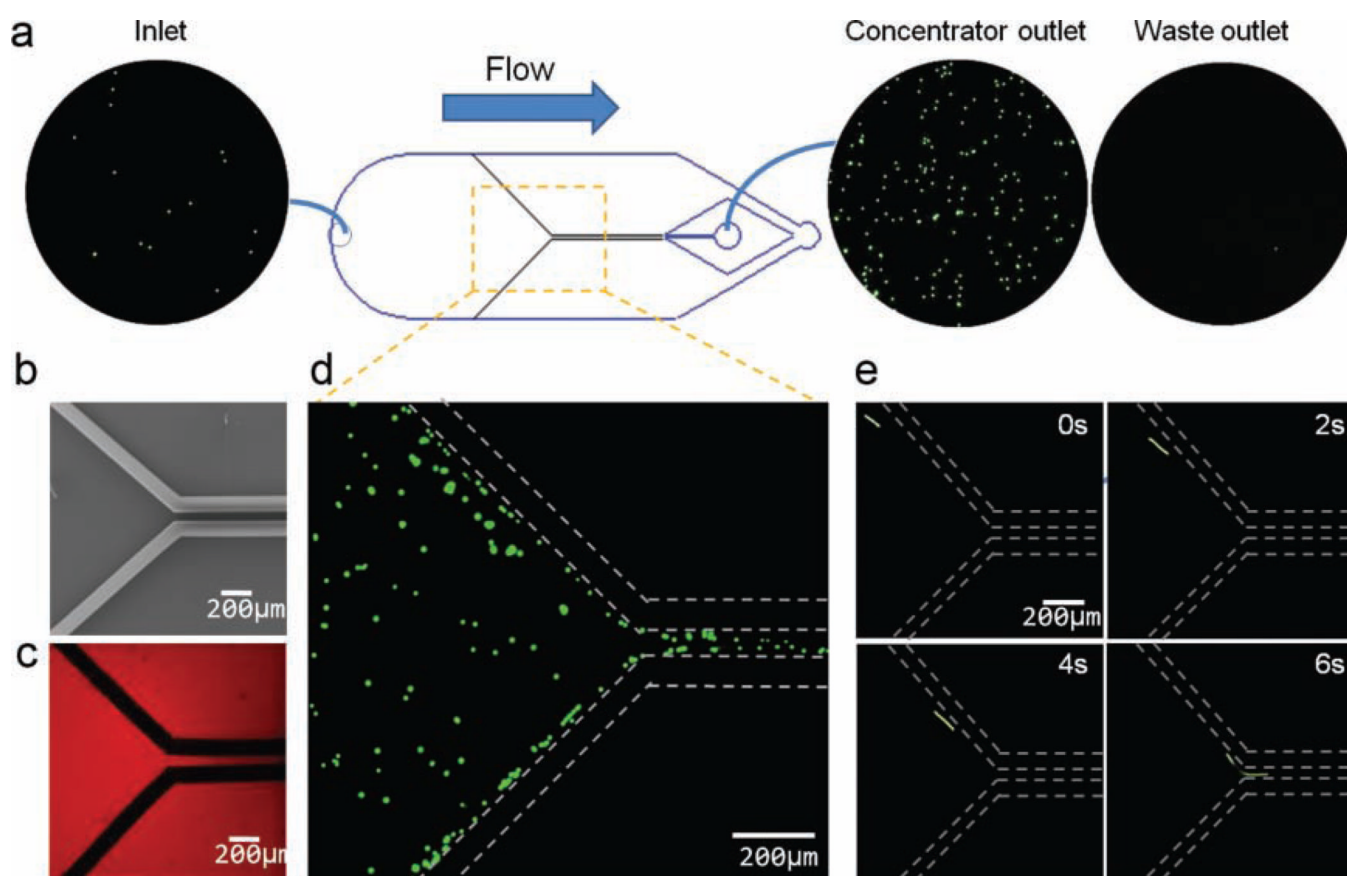 a
Inlet
Flow
Concentrator outlet
Waste outlet
b
200μm
c
200μm
d
200μm
e
0s
200μm
2s
4s
6s